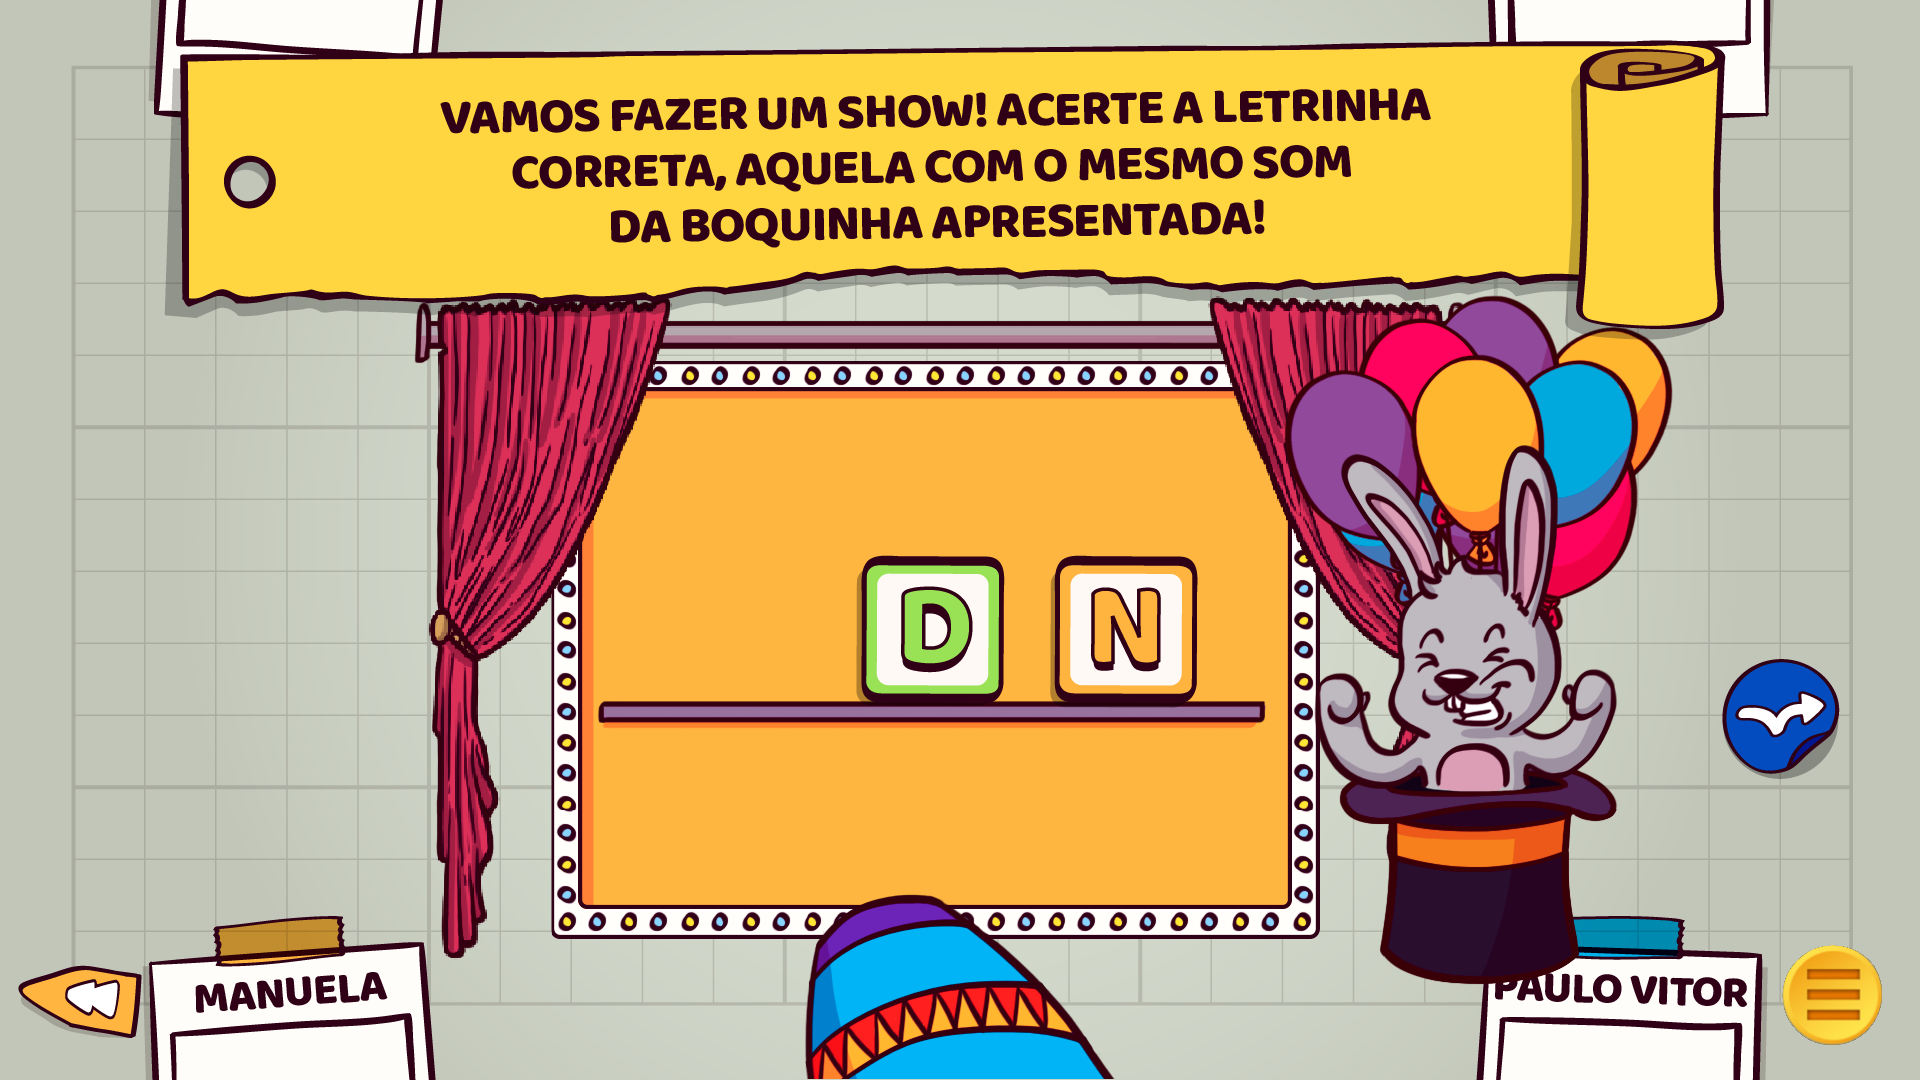 VAMOS FAZER UM SHOW! ACERTE A LETRINHA
CORRETA, AQUELA COM O MESMO SOM
DA BOQUINHA APRESENTADA!
D N
MANUELA
PAULO VITOR